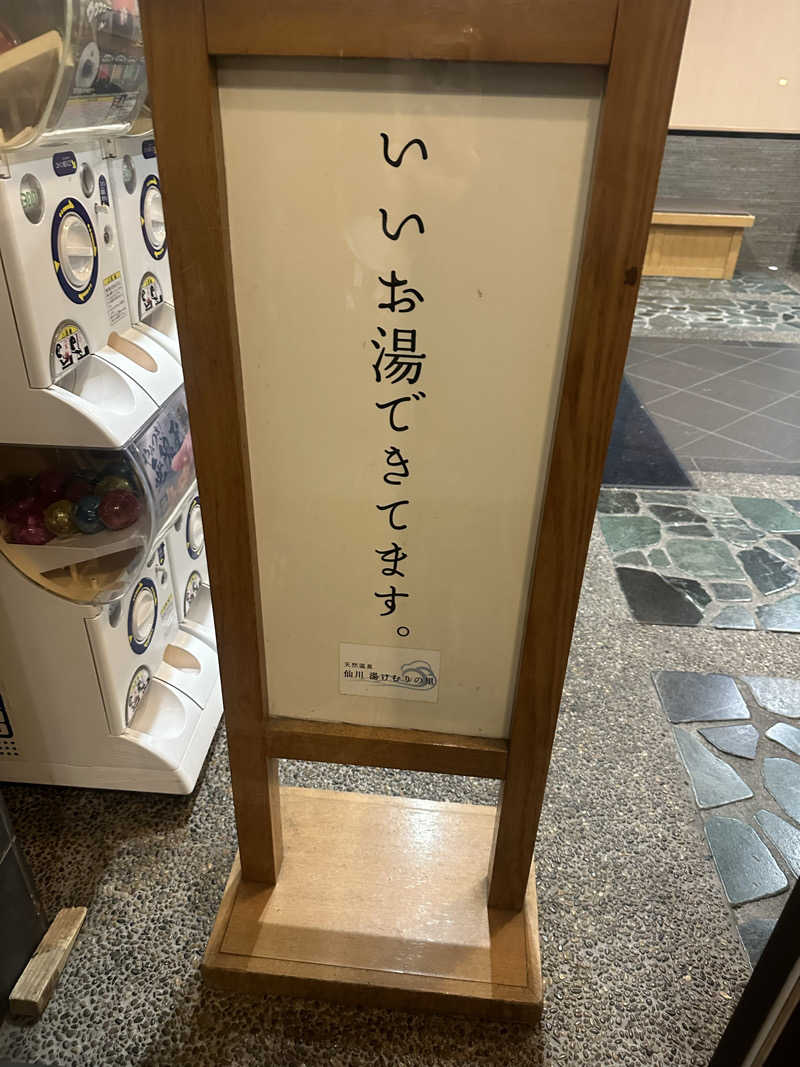 いいお湯できてます。
天然温泉
仙川 湯けむりの里